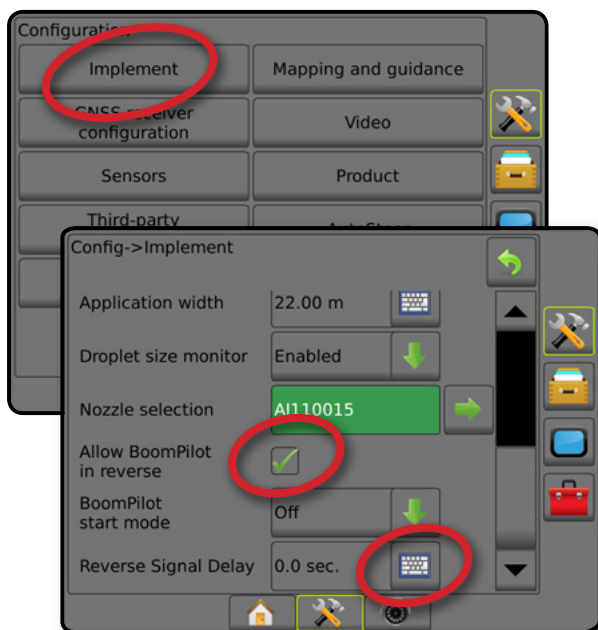 Configuration
Implement
Mapping and guidance
GNSS receiver
configuration
Video
Sensors
Product
Third-party
Config->Implement
Application width
22.00 m
Droplet size monitor
Enabled
Nozzle selection
AI110015
Allow BoomPilot
in reverse
BoomPilot
start mode
Off
Reverse Signal Delay
0.0 sec.